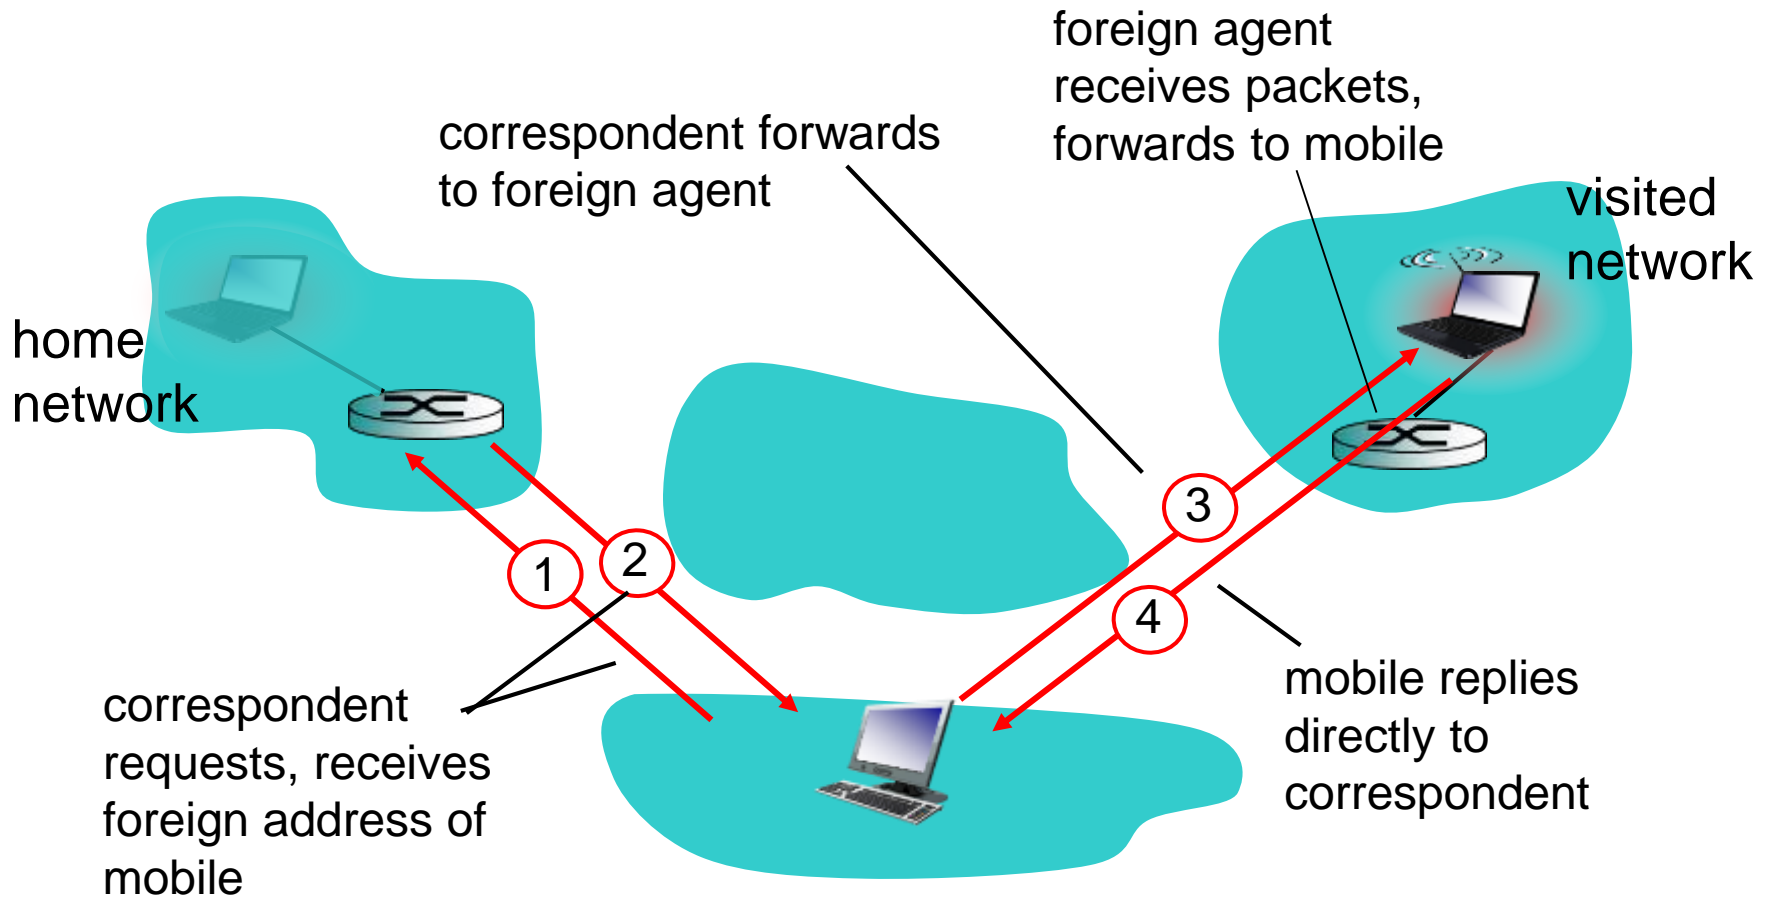 foreign agent
receives packets,
forwards to mobile
correspondent forwards
to foreign agent
visited
network
home
network
3
2
1
4
correspondent
requests, receives
foreign address of
mobile
mobile replies
directly to
correspondent